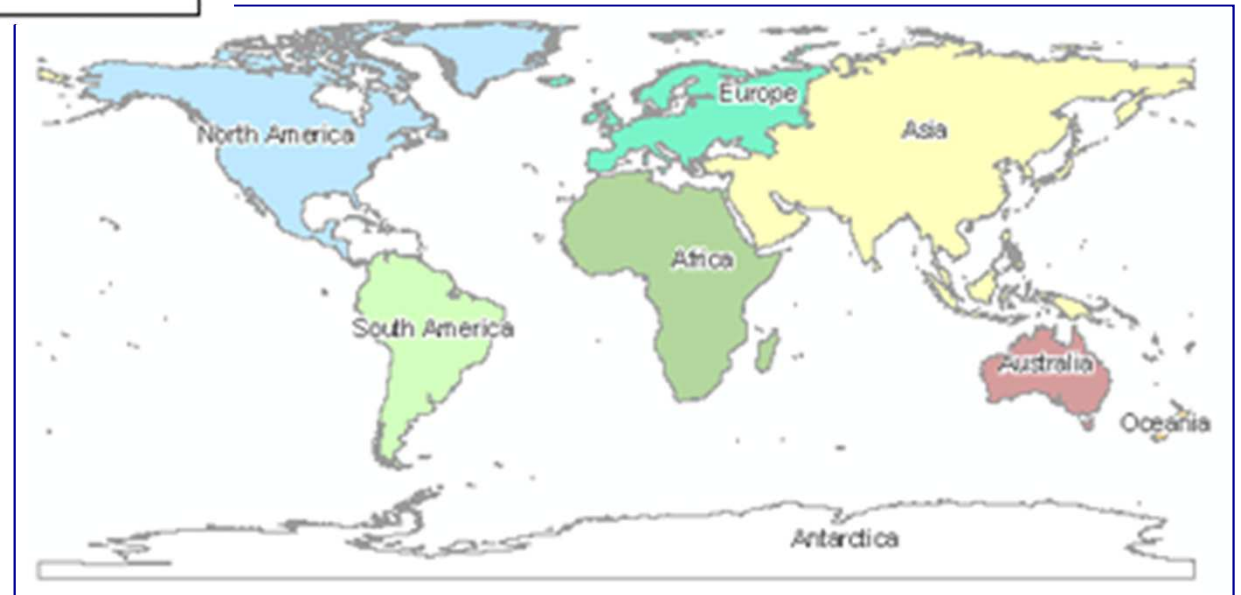 Europe
Asia
North America
Africa
South America
Australia
Oceania
Antarctica